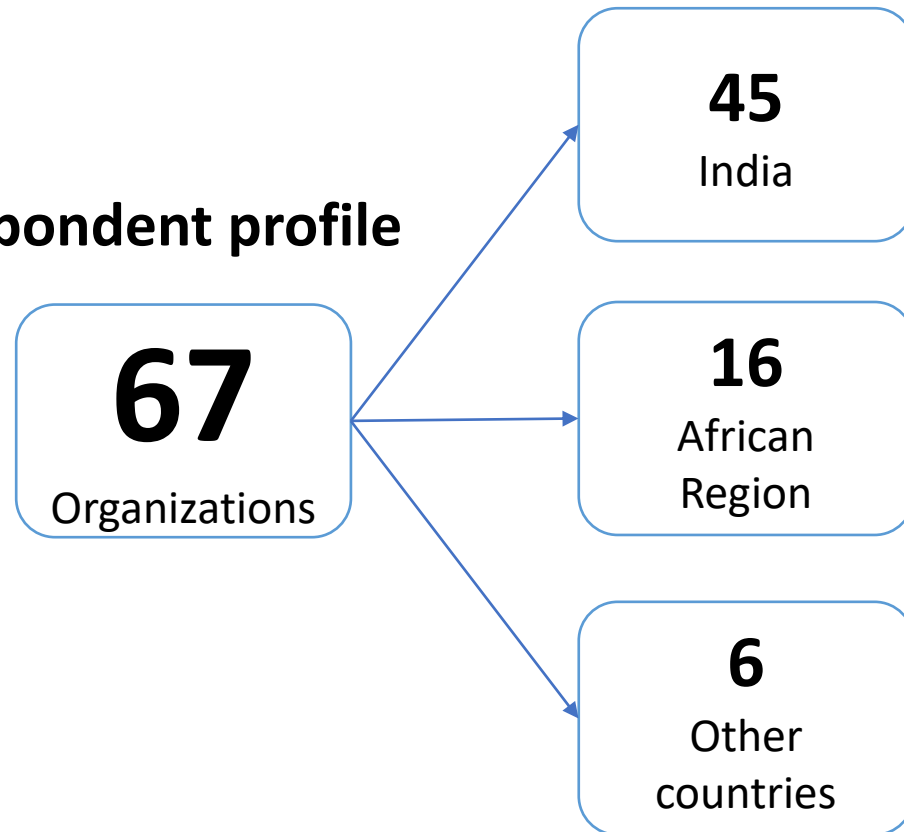 pondent profile
67
Organizations
45
India
16
African
Region
6
Other
countries